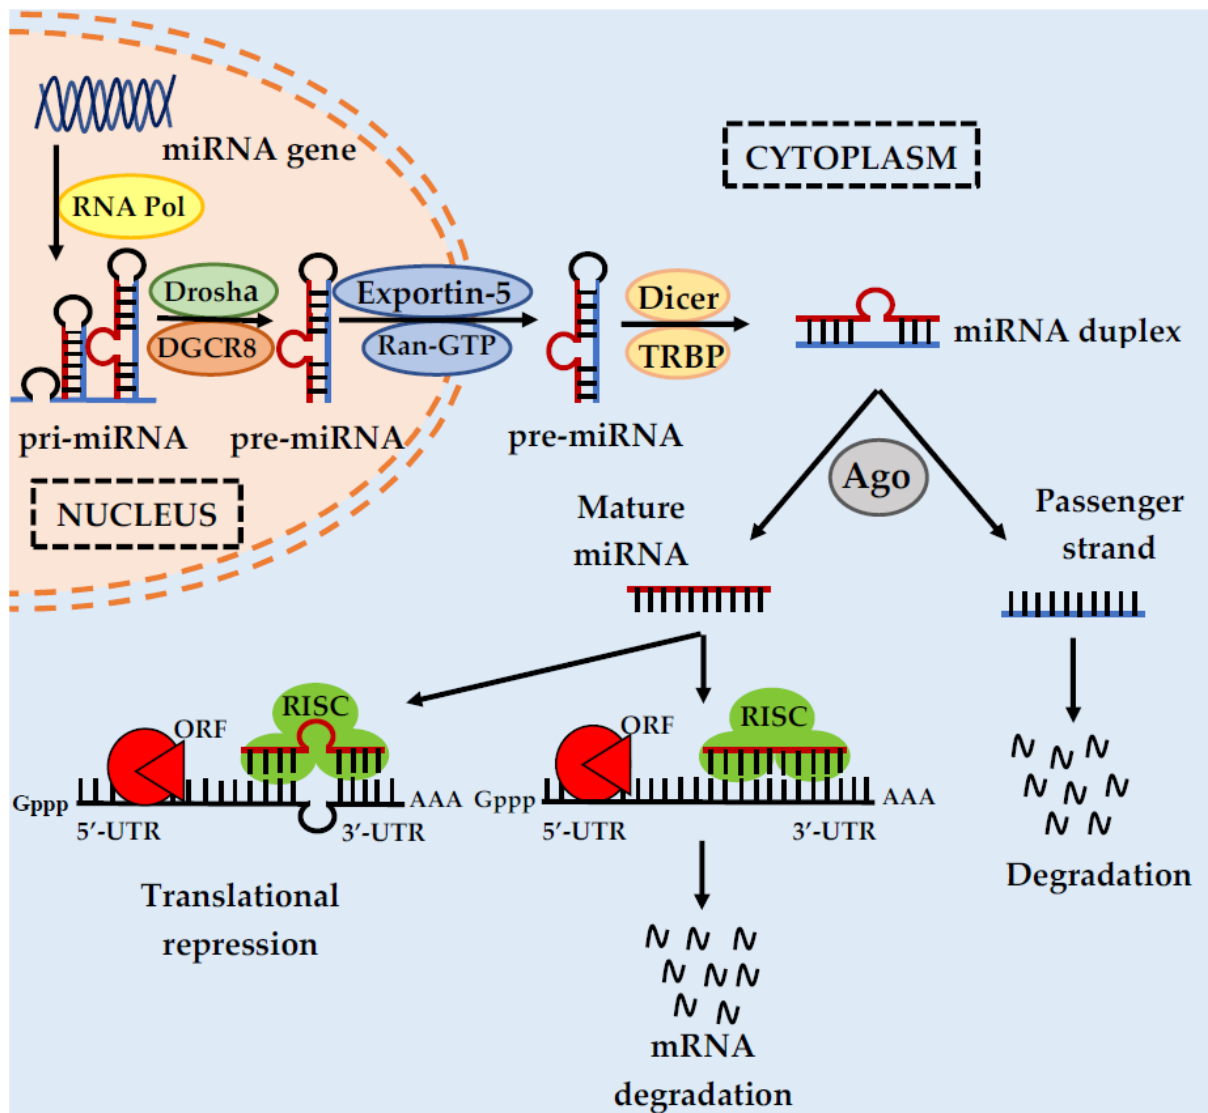 miRNA gene
CYTOPLASM
RNA Pol
Drosha
DGCR8
Exportin-5
Ran-GTP
Dicer
TRBP
miRNA duplex
pri-miRNA
pre-miRNA
pre-miRNA
NUCLEUS
Ago
Mature
miRNA
Passenger
strand
RISC
ORF
Gppp
AAA
5′-UTR
3′-UTR
Translational
repression
RISC
ORF
Gppp
AAA
5′-UTR
3′-UTR
mRNA
degradation
Degradation